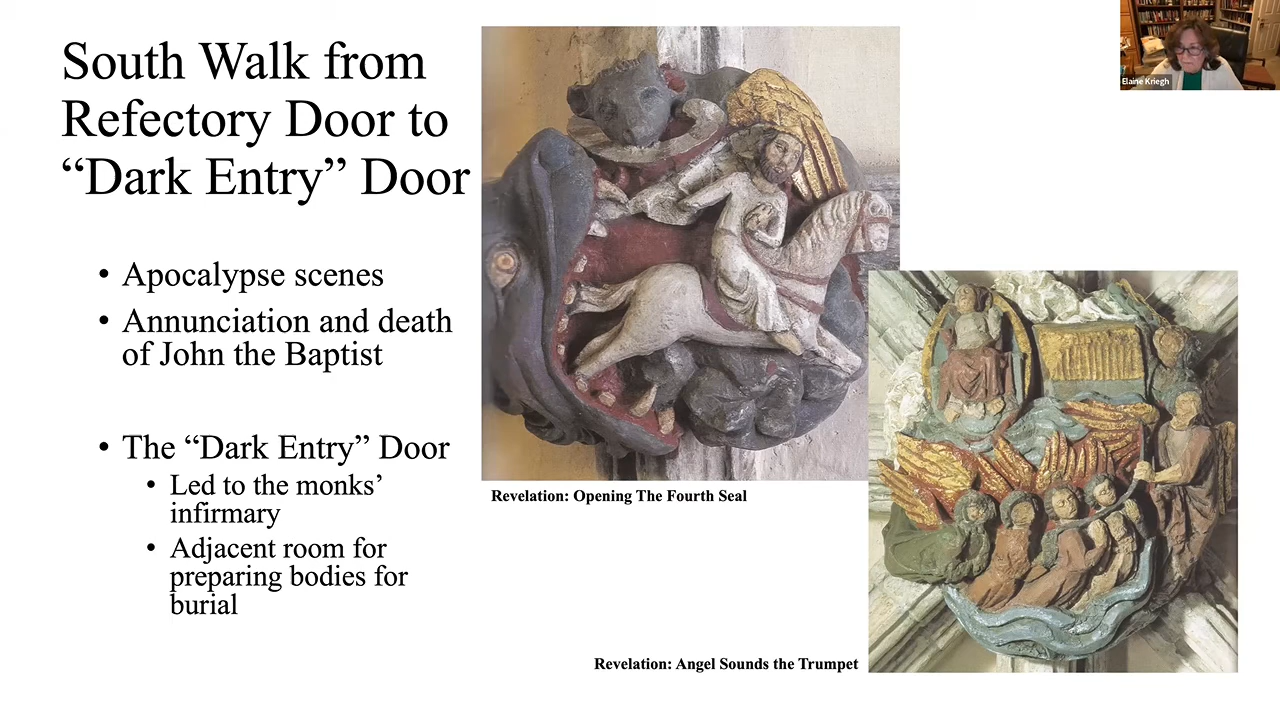 South Walk from
Refectory Door to
“Dark Entry” Door
• Apocalypse scenes
• Annunciation and death
of John the Baptist
• The “Dark Entry” Door
• Led to the monks’
infirmary
• Adjacent room for
preparing bodies for
burial
Revelation: Opening The Fourth Seal
Revelation: Angel Sounds the Trumpet
Elaine Kriegh